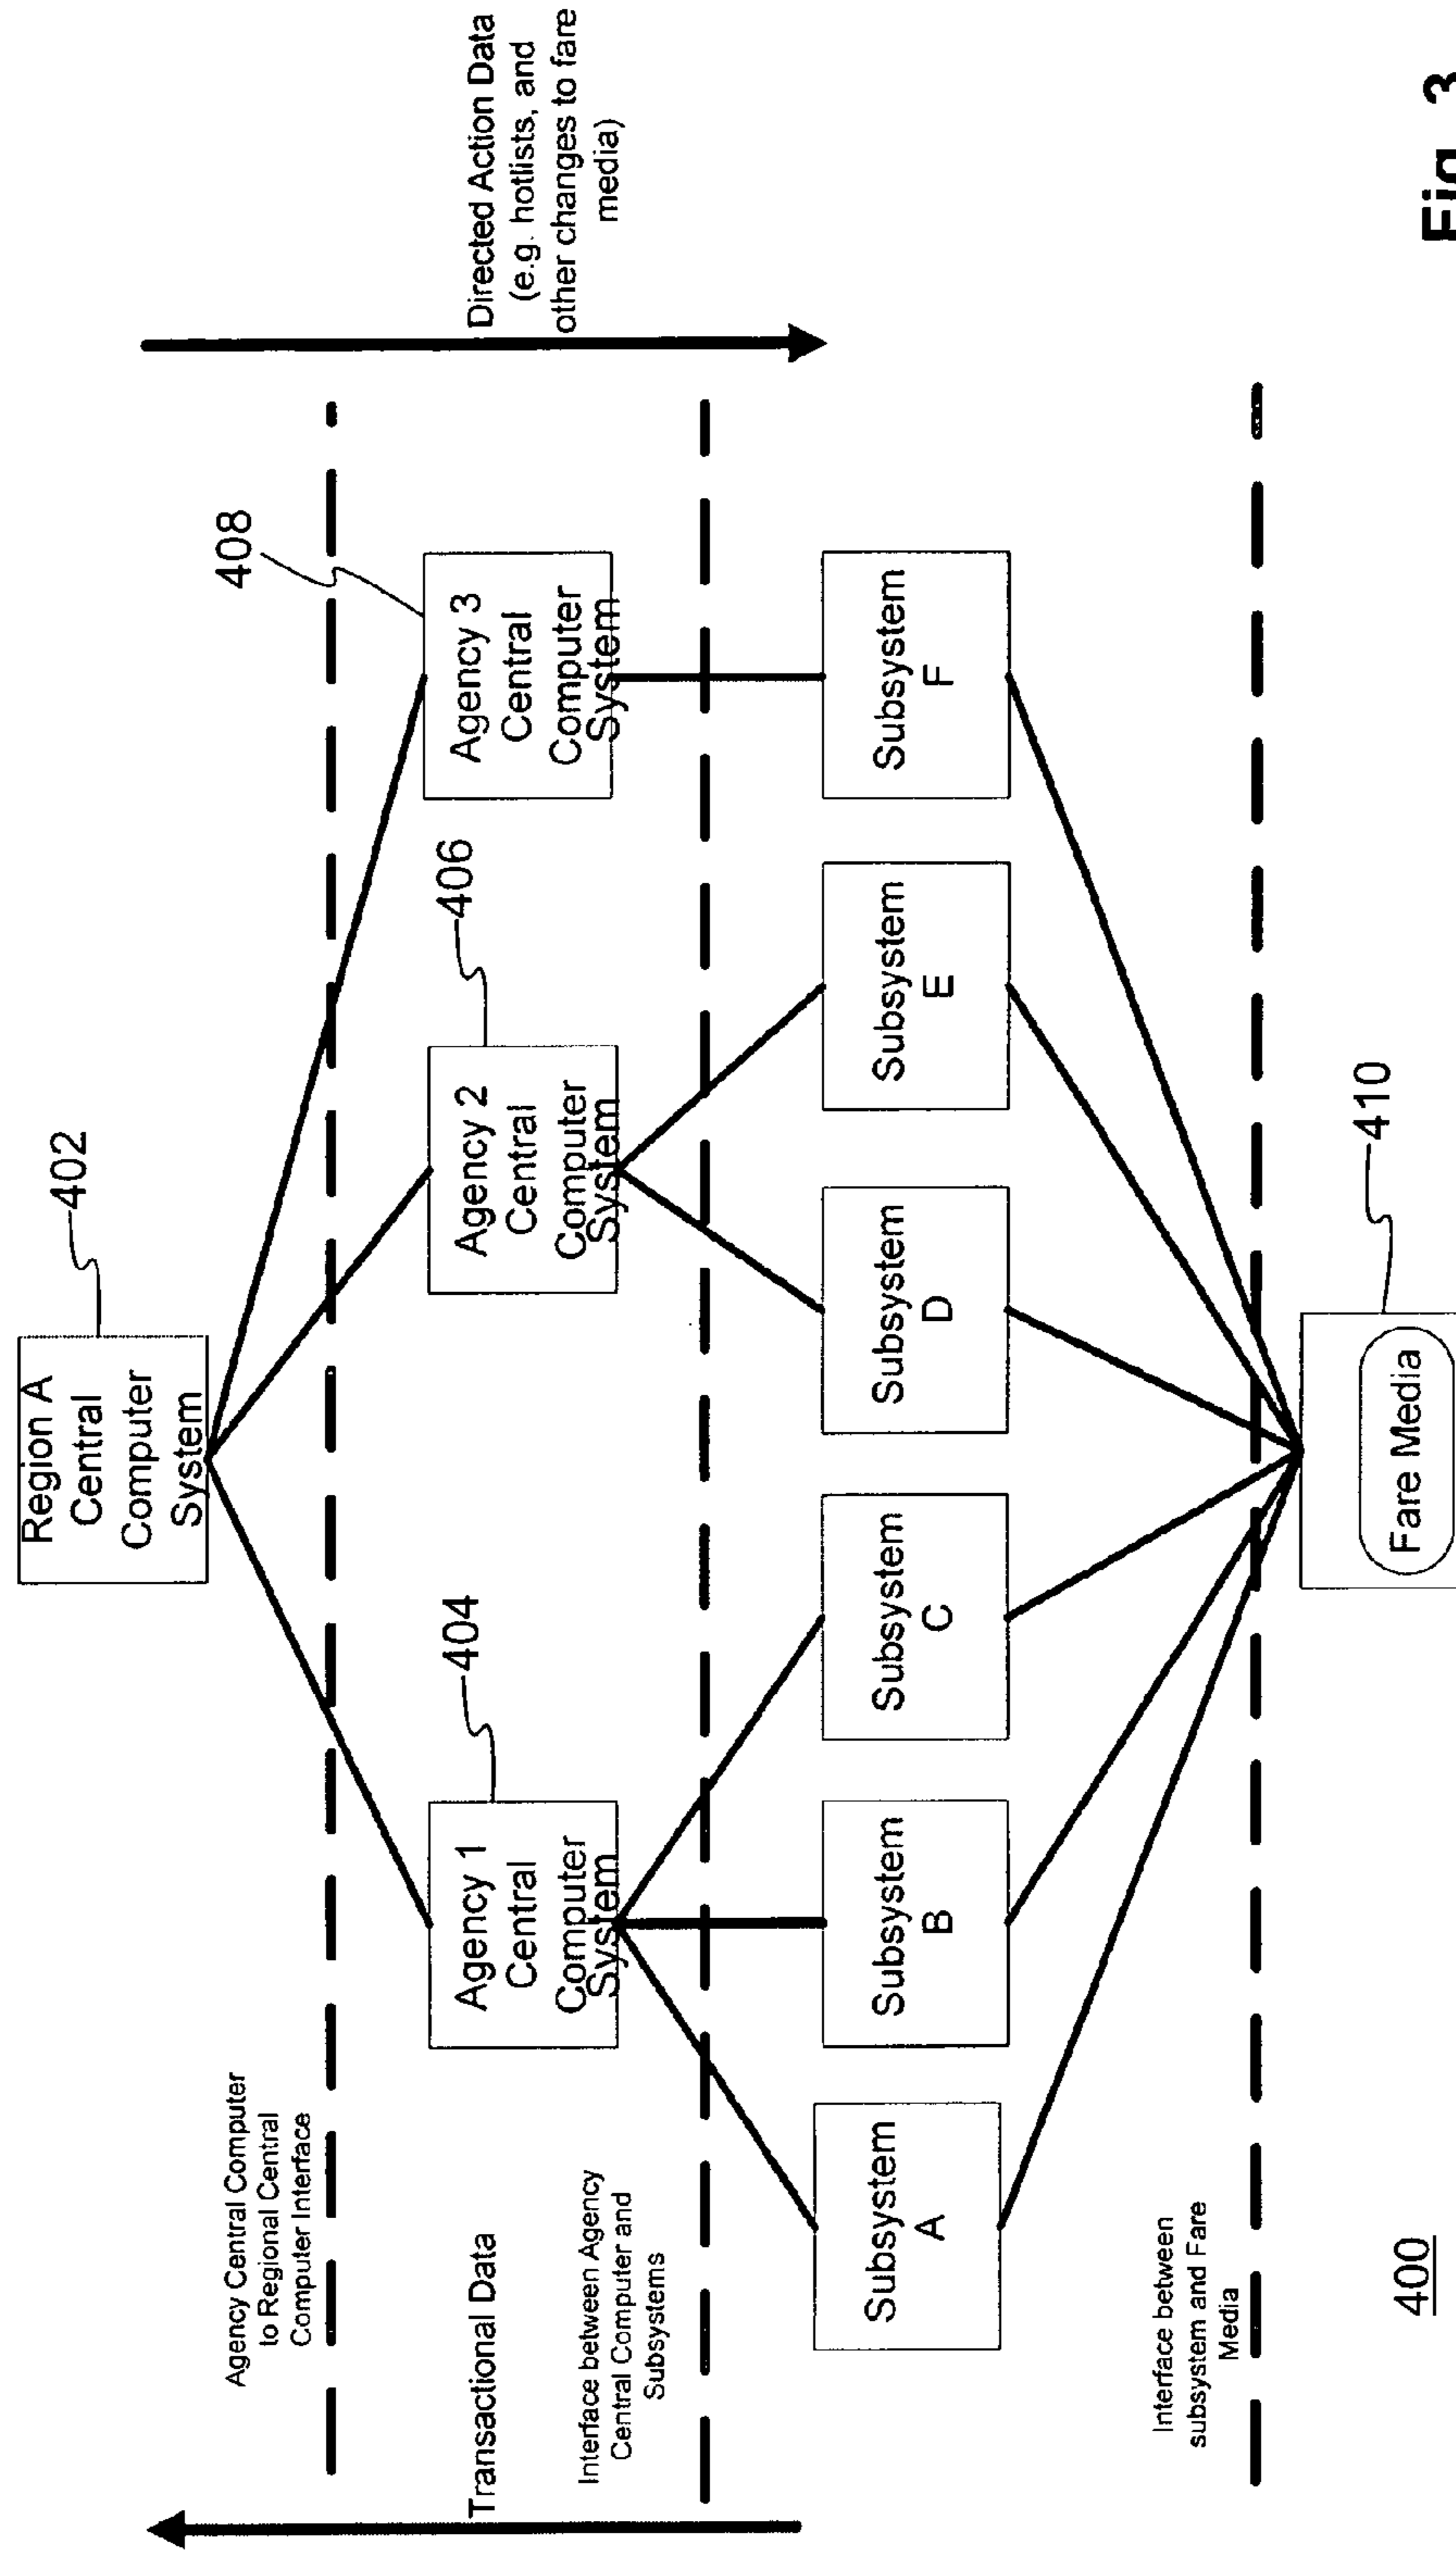 Region A
Central
Computer
System
402
Agency Central Computer
to Regional Central
Computer Interface
408
Directed Action Data
(e.g. hotlists, and
other changes to fare
media)
Transactional Data
Agency 1
Central
Computer
System
404
Agency 2
Central
Computer
System
406
Agency 3
Central
Computer
System
Interface between Agency
Central Computer and
Subsystems
Subsystem
A
Subsystem
B
Subsystem
C
Subsystem
D
Subsystem
E
Subsystem
F
Interface between
subsystem and Fare
Media
Fare Media
410
400
Fig. 3